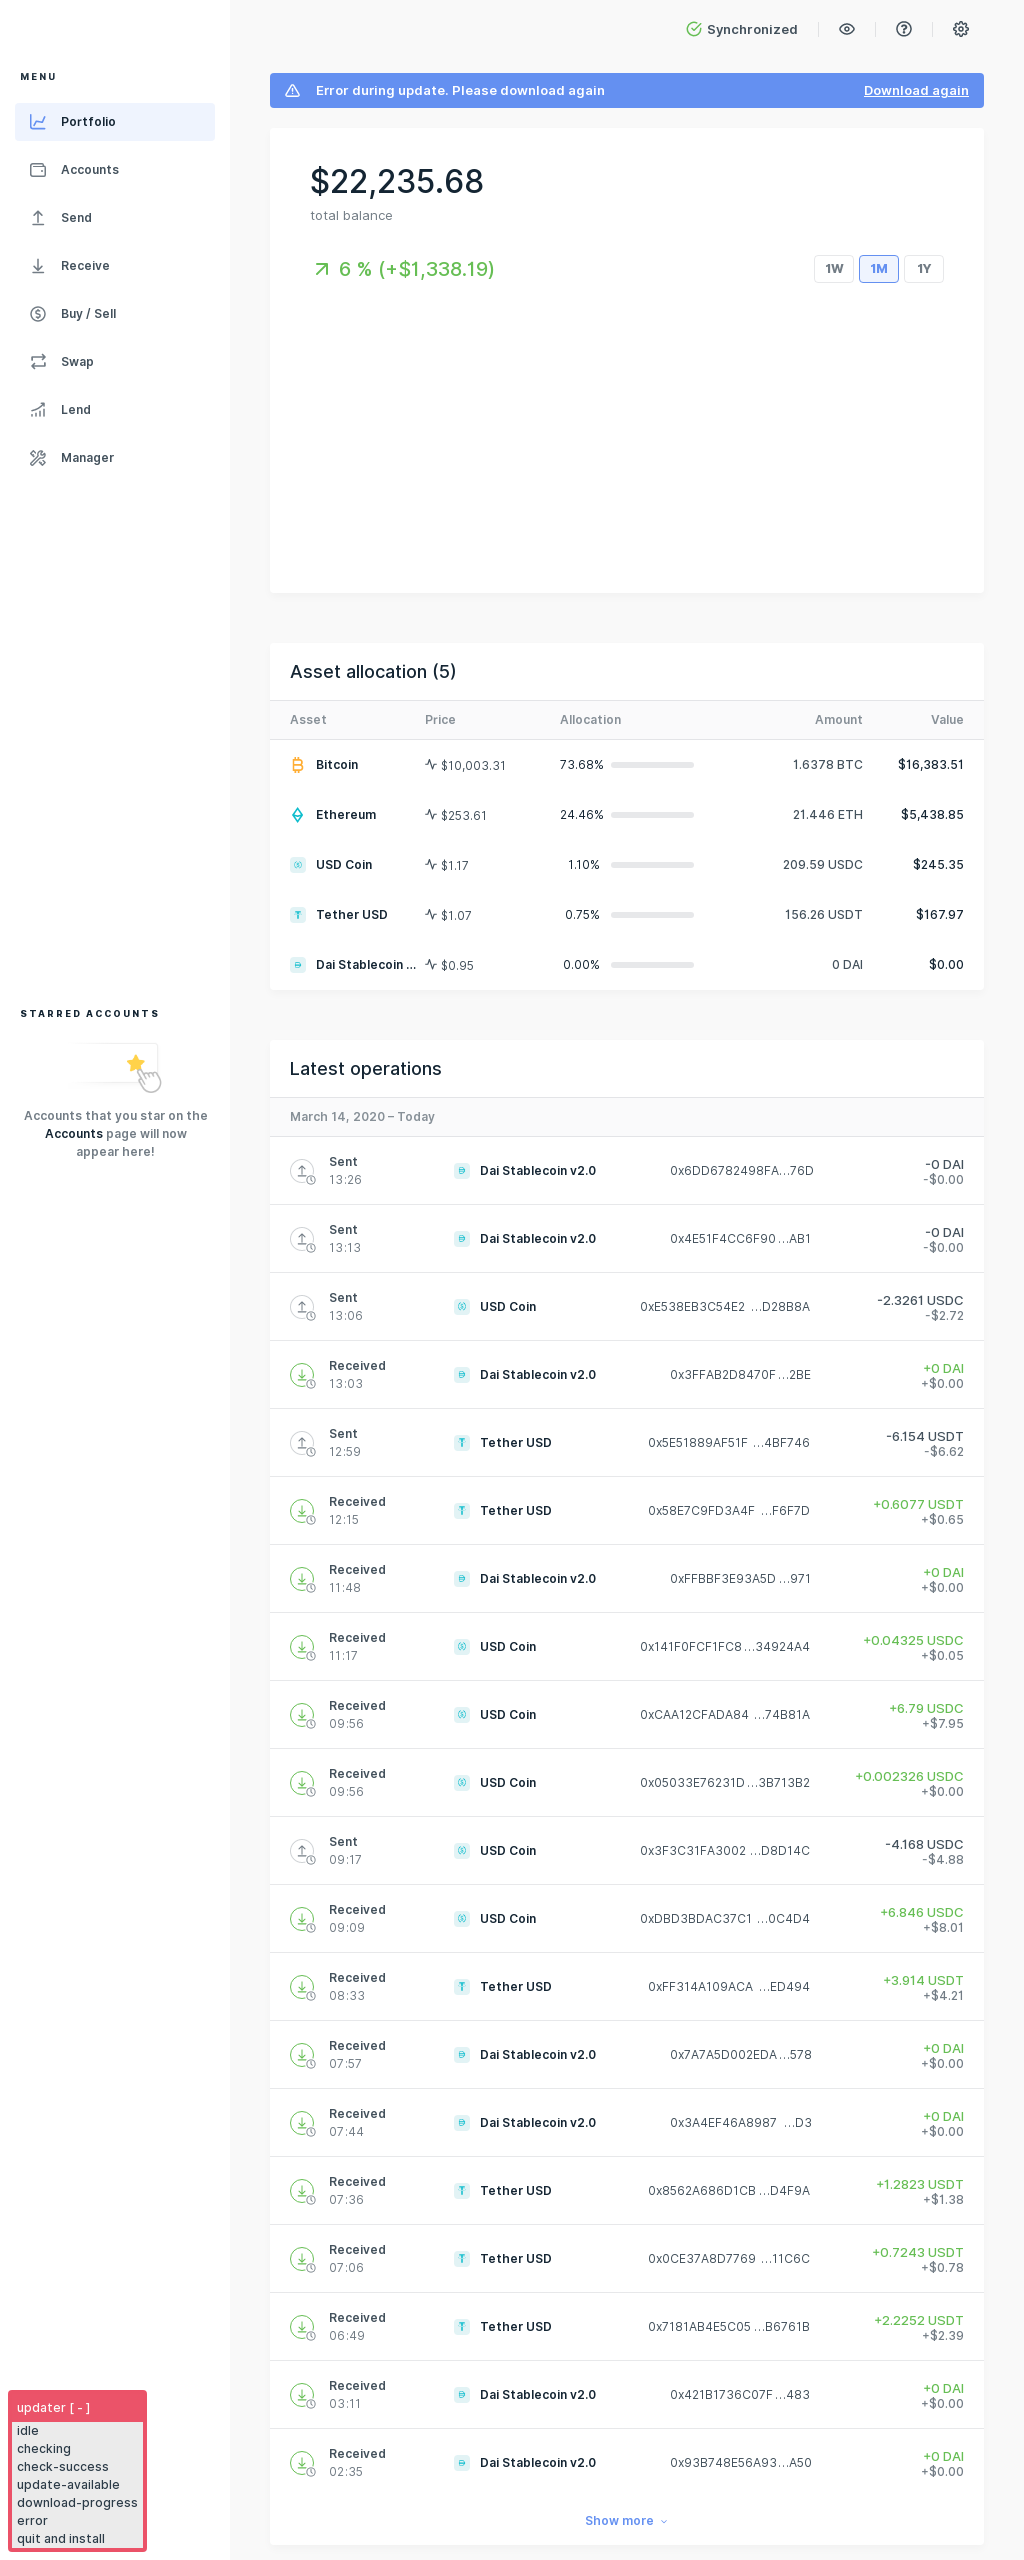 Synchronized
MENU
Error during update. Please download again
Download again
Portfolio
Accounts
Send
Receive
Buy / Sell
Swap
Lend
Manager
$22,235.68
total balance
6 % (+$1,338.19)
1W 1M 1Y
Asset allocation (5)
Asset Price Allocation Amount Value
Bitcoin $10,003.31 73.68% 1.6378 BTC $16,383.51
Ethereum $253.61 24.46% 21.446 ETH $5,438.85
USD Coin $1.17 1.10% 209.59 USDC $245.35
Tether USD $1.07 0.75% 156.26 USDT $167.97
Dai Stablecoin ... $0.95 0.00% 0 DAI $0.00
STARRED ACCOUNTS
Accounts that you star on the
Accounts page will now
appear here!
Latest operations
March 14, 2020 – Today
Sent
13:26
Dai Stablecoin v2.0
0x6DD6782498FA...76D
-0 DAI
-$0.00
Sent
13:13
Dai Stablecoin v2.0
0x4E51F4CC6F90...AB1
-0 DAI
-$0.00
Sent
13:06
USD Coin
0xE538EB3C54E2 ...D28B8A
-2.3261 USDC
-$2.72
Received
13:03
Dai Stablecoin v2.0
0x3FFAB2D8470F...2BE
+0 DAI
+$0.00
Sent
12:59
Tether USD
0x5E51889AF51F ...4BF746
-6.154 USDT
-$6.62
Received
12:15
Tether USD
0x58E7C9FD3A4F ...F6F7D
+0.6077 USDT
+$0.65
Received
11:48
Dai Stablecoin v2.0
0xFFBBF3E93A5D ...971
+0 DAI
+$0.00
Received
11:17
USD Coin
0x141F0FCF1FC8...34924A4
+0.04325 USDC
+$0.05
Received
09:56
USD Coin
0xCAA12CFADA84 ...74B81A
+6.79 USDC
+$7.95
Received
09:56
USD Coin
0x05033E76231D...3B713B2
+0.002326 USDC
+$0.00
Sent
09:17
USD Coin
0x3F3C31FA3002 ...D8D14C
-4.168 USDC
-$4.88
Received
09:09
USD Coin
0xDBD3BDAC37C1 ...0C4D4
+6.846 USDC
+$8.01
Received
08:33
Tether USD
0xFF314A109ACA ...ED494
+3.914 USDT
+$4.21
Received
07:57
Dai Stablecoin v2.0
0x7A7A5D002EDA...578
+0 DAI
+$0.00
Received
07:44
Dai Stablecoin v2.0
0x3A4EF46A8987 ...D3
+0 DAI
+$0.00
Received
07:36
Tether USD
0x8562A686D1CB...D4F9A
+1.2823 USDT
+$1.38
Received
07:06
Tether USD
0x0CE37A8D7769 ...11C6C
+0.7243 USDT
+$0.78
Received
06:49
Tether USD
0x7181AB4E5C05...B6761B
+2.2252 USDT
+$2.39
Received
03:11
Dai Stablecoin v2.0
0x421B1736C07F...483
+0 DAI
+$0.00
Received
02:35
Dai Stablecoin v2.0
0x93B748E56A93...A50
+0 DAI
+$0.00
Show more
updater [ - ]
idle
checking
check-success
update-available
download-progress
error
quit and install